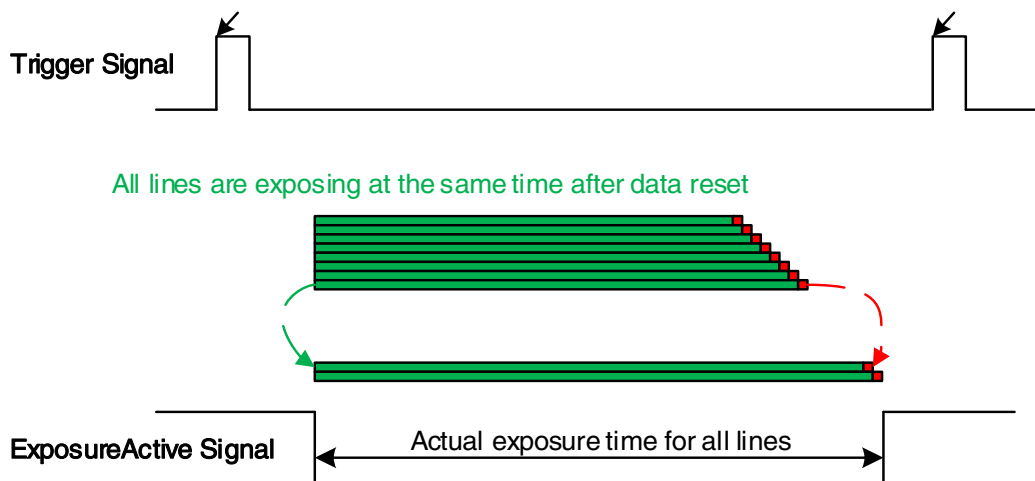 Trigger Signal
All lines are exposing at the same time after data reset
Actual exposure time for all lines
ExposureActive Signal